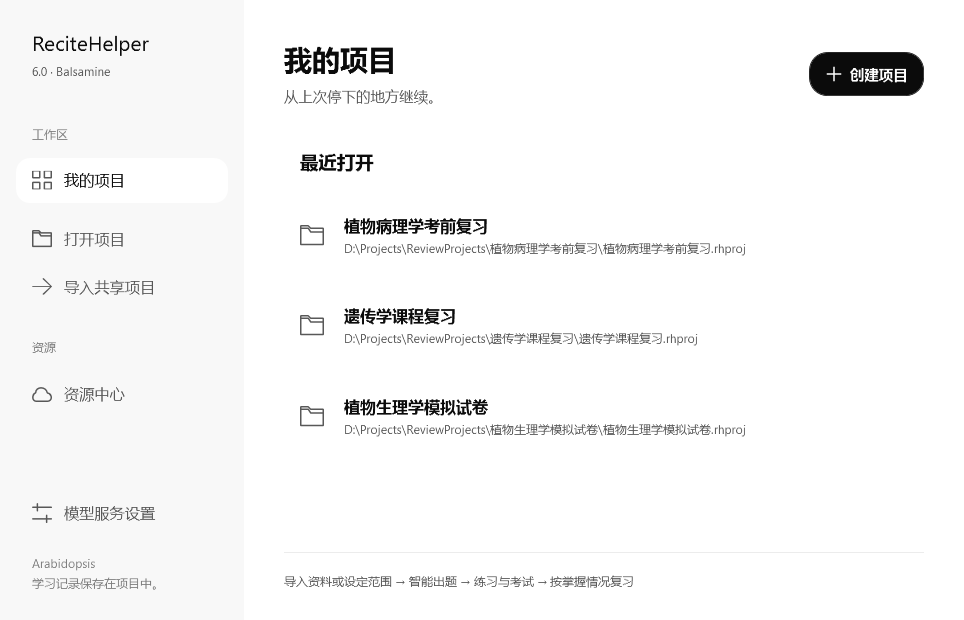 ReciteHelper
6.0 · Balsamine
工作区
我的项目
打开项目
导入共享项目
资源
资源中心
模型服务设置
Arabidopsis
学习记录保存在项目中。
我的项目
从上次停下的地方继续。
创建项目
最近打开
植物病理学考前复习
D:\Projects\ReviewProjects\植物病理学考前复习\植物病理学考前复习.rhproj
遗传学课程复习
D:\Projects\ReviewProjects\遗传学课程复习\遗传学课程复习.rhproj
植物生理学模拟试卷
D:\Projects\ReviewProjects\植物生理学模拟试卷\植物生理学模拟试卷.rhproj
导入资料或设定范围 → 智能出题 → 练习与考试 → 按掌握情况复习